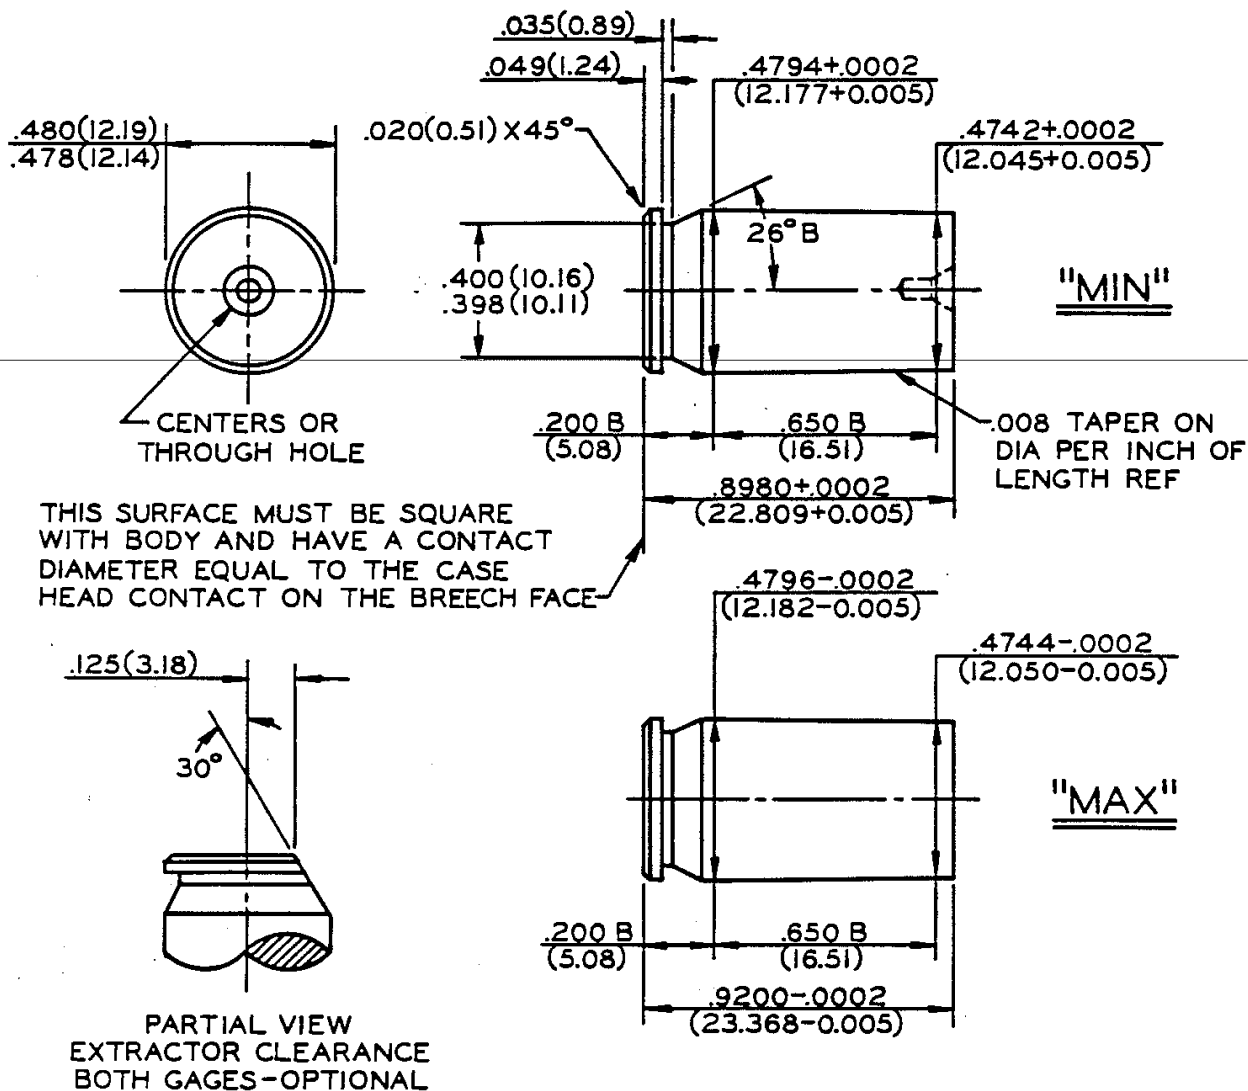 .035(0.89)
.049(1.24)
.4794+.0002
(12.177+0.005)
.480(12.19)
.478(12.14)
.020(0.51) X 45°
.4742+.0002
(12.045+0.005)
26° B
.400(10.16)
.398(10.11)
"MIN"
CENTERS OR
THROUGH HOLE
.200 B
(5.08)
.650 B
(16.51)
.008 TAPER ON
DIA PER INCH OF
LENGTH REF
.8980+.0002
(22.809+0.005)
THIS SURFACE MUST BE SQUARE
WITH BODY AND HAVE A CONTACT
DIAMETER EQUAL TO THE CASE
HEAD CONTACT ON THE BREECH FACE
.4796-.0002
(12.182-0.005)
.4744-.0002
(12.050-0.005)
.125(3.18)
30°
"MAX"
.200 B
(5.08)
.650 B
(16.51)
.9200-.0002
(23.368-0.005)
PARTIAL VIEW
EXTRACTOR CLEARANCE
BOTH GAGES-OPTIONAL